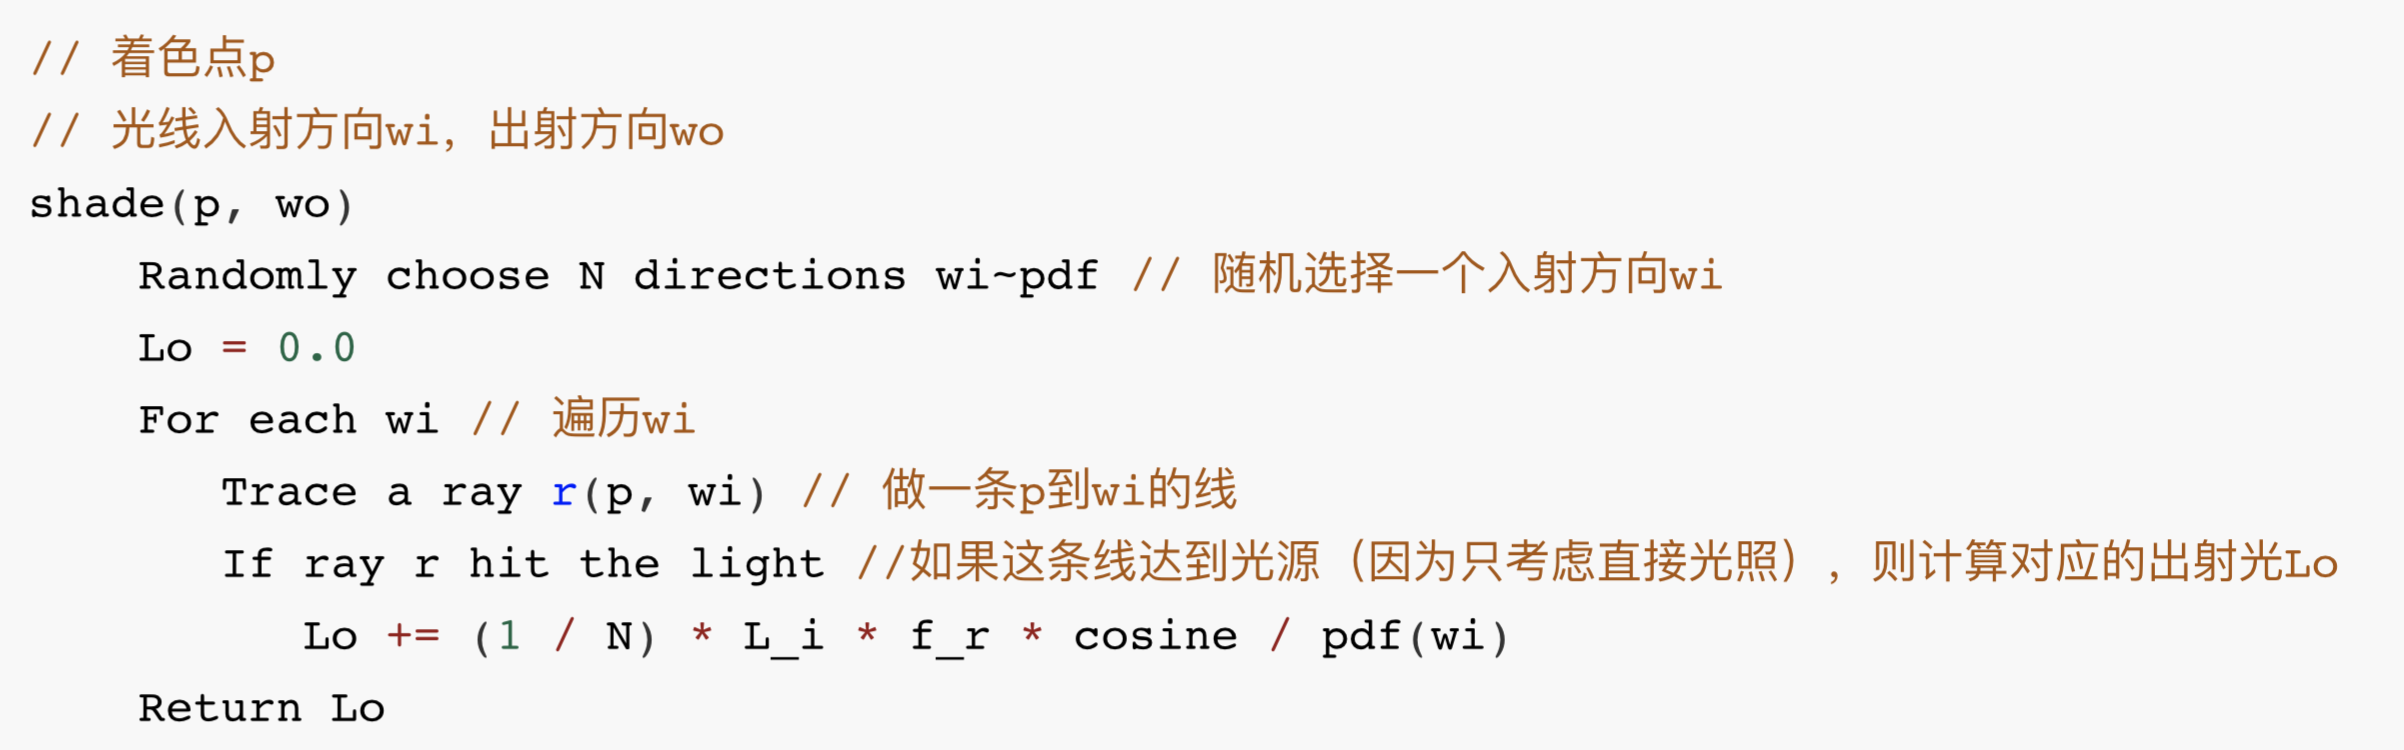 // 着色点p
// 光线入射方向wi，出射方向wo
shade(p, wo)
    Randomly choose N directions wi~pdf // 随机选择一个入射方向wi
    Lo = 0.0
    For each wi // 遍历wi
       Trace a ray r(p, wi) // 做一条p到wi的线
       If ray r hit the light //如果这条线达到光源（因为只考虑直接光照），则计算对应的出射光Lo
          Lo += (1 / N) * L_i * f_r * cosine / pdf(wi)
    Return Lo